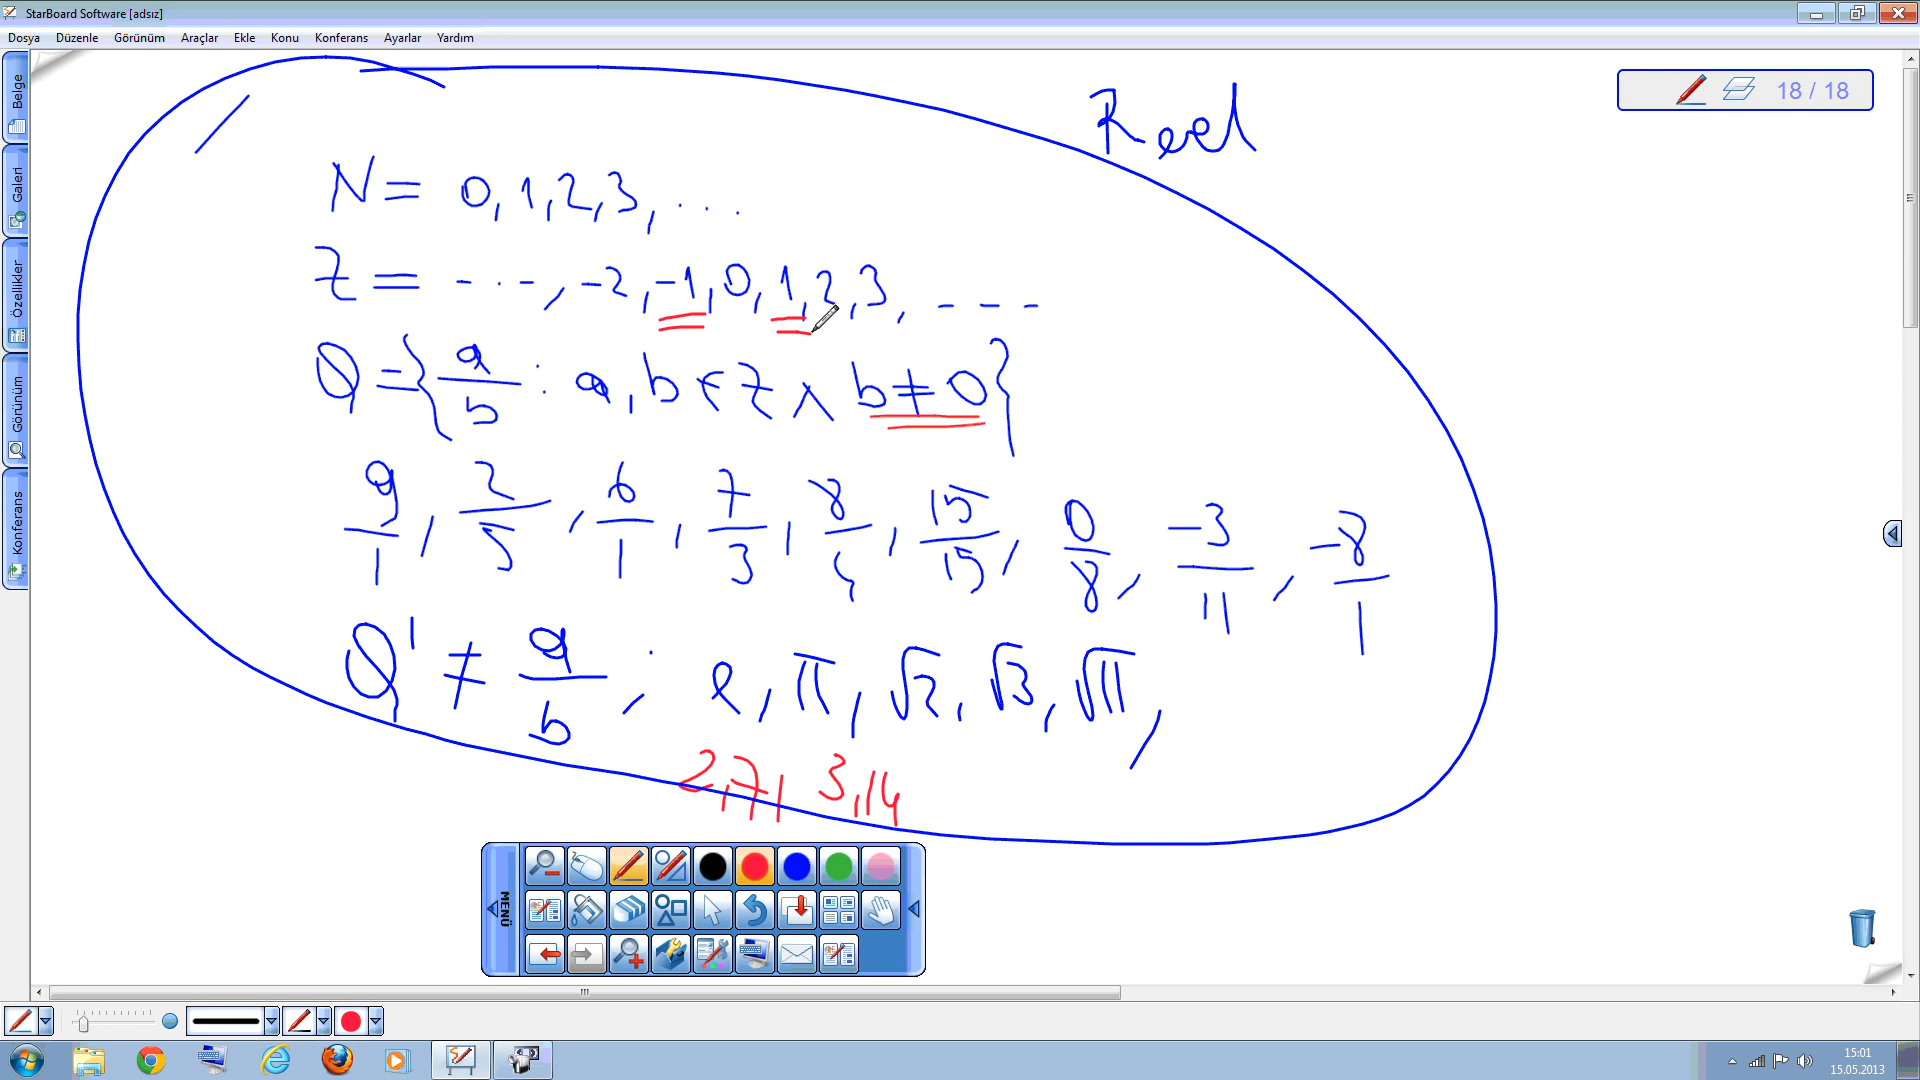 StarBoard Software [adsız]
Dosya Düzenle Görünüm Araçlar Ekle Konu Konferans Ayarlar Yardım
Belge
Galeri
Özellikler
Görünüm
Konferans
18 / 18
Reel
N = 0, 1, 2, 3, ...
Z = ..., -2, -1, 0, 1, 2, 3, ...
Q = { a/b : a, b ∈ Z ∧ b ≠ 0 }
9/1, 2/5, 6/1, 7/3, 8/4, 15/15, 0/8, -3/11, -8/1
Q' ≠ a/b ; e, π, √2, √3, √π,
2,71 3,14
MENÜ
15:01
15.05.2013